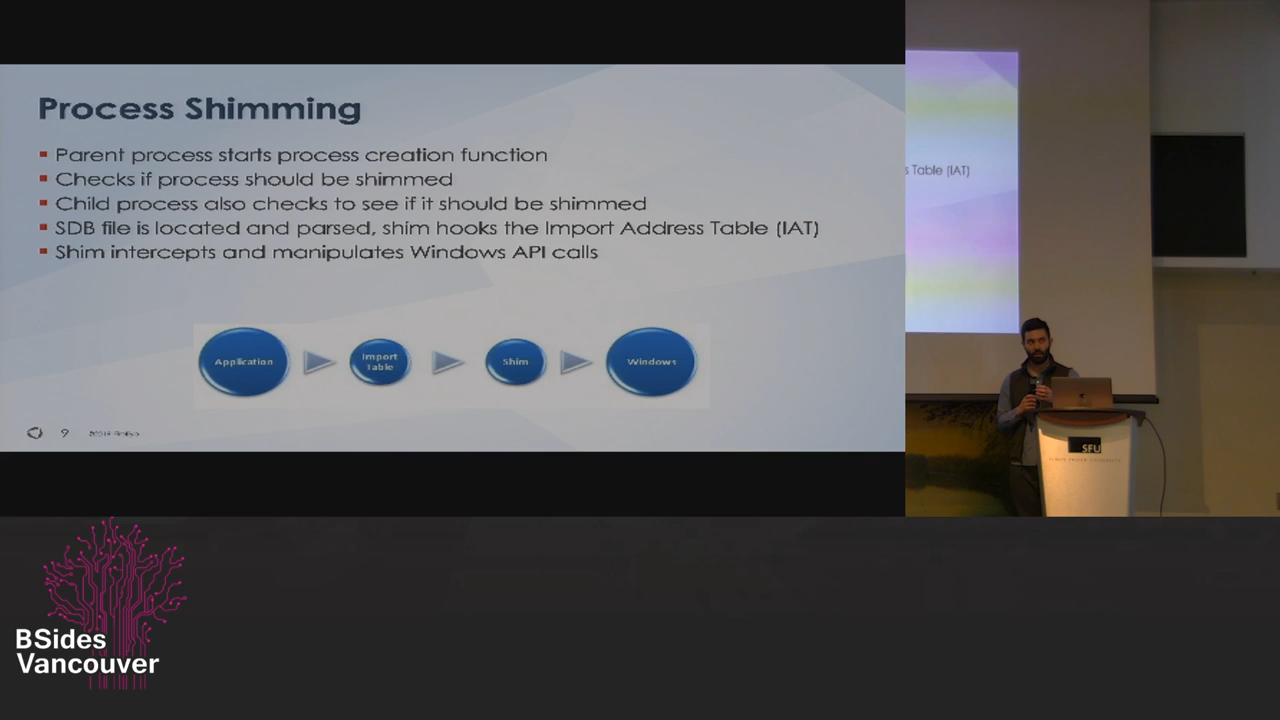 Process Shimming
Parent process starts process creation function
Checks if process should be shimmed
Child process also checks to see if it should be shimmed
SDB file is located and parsed, shim hooks the Import Address Table (IAT)
Shim intercepts and manipulates Windows API calls
Application
Import
Table
Shim
Windows
9
s Table (IAT)
SFU
BSides
Vancouver